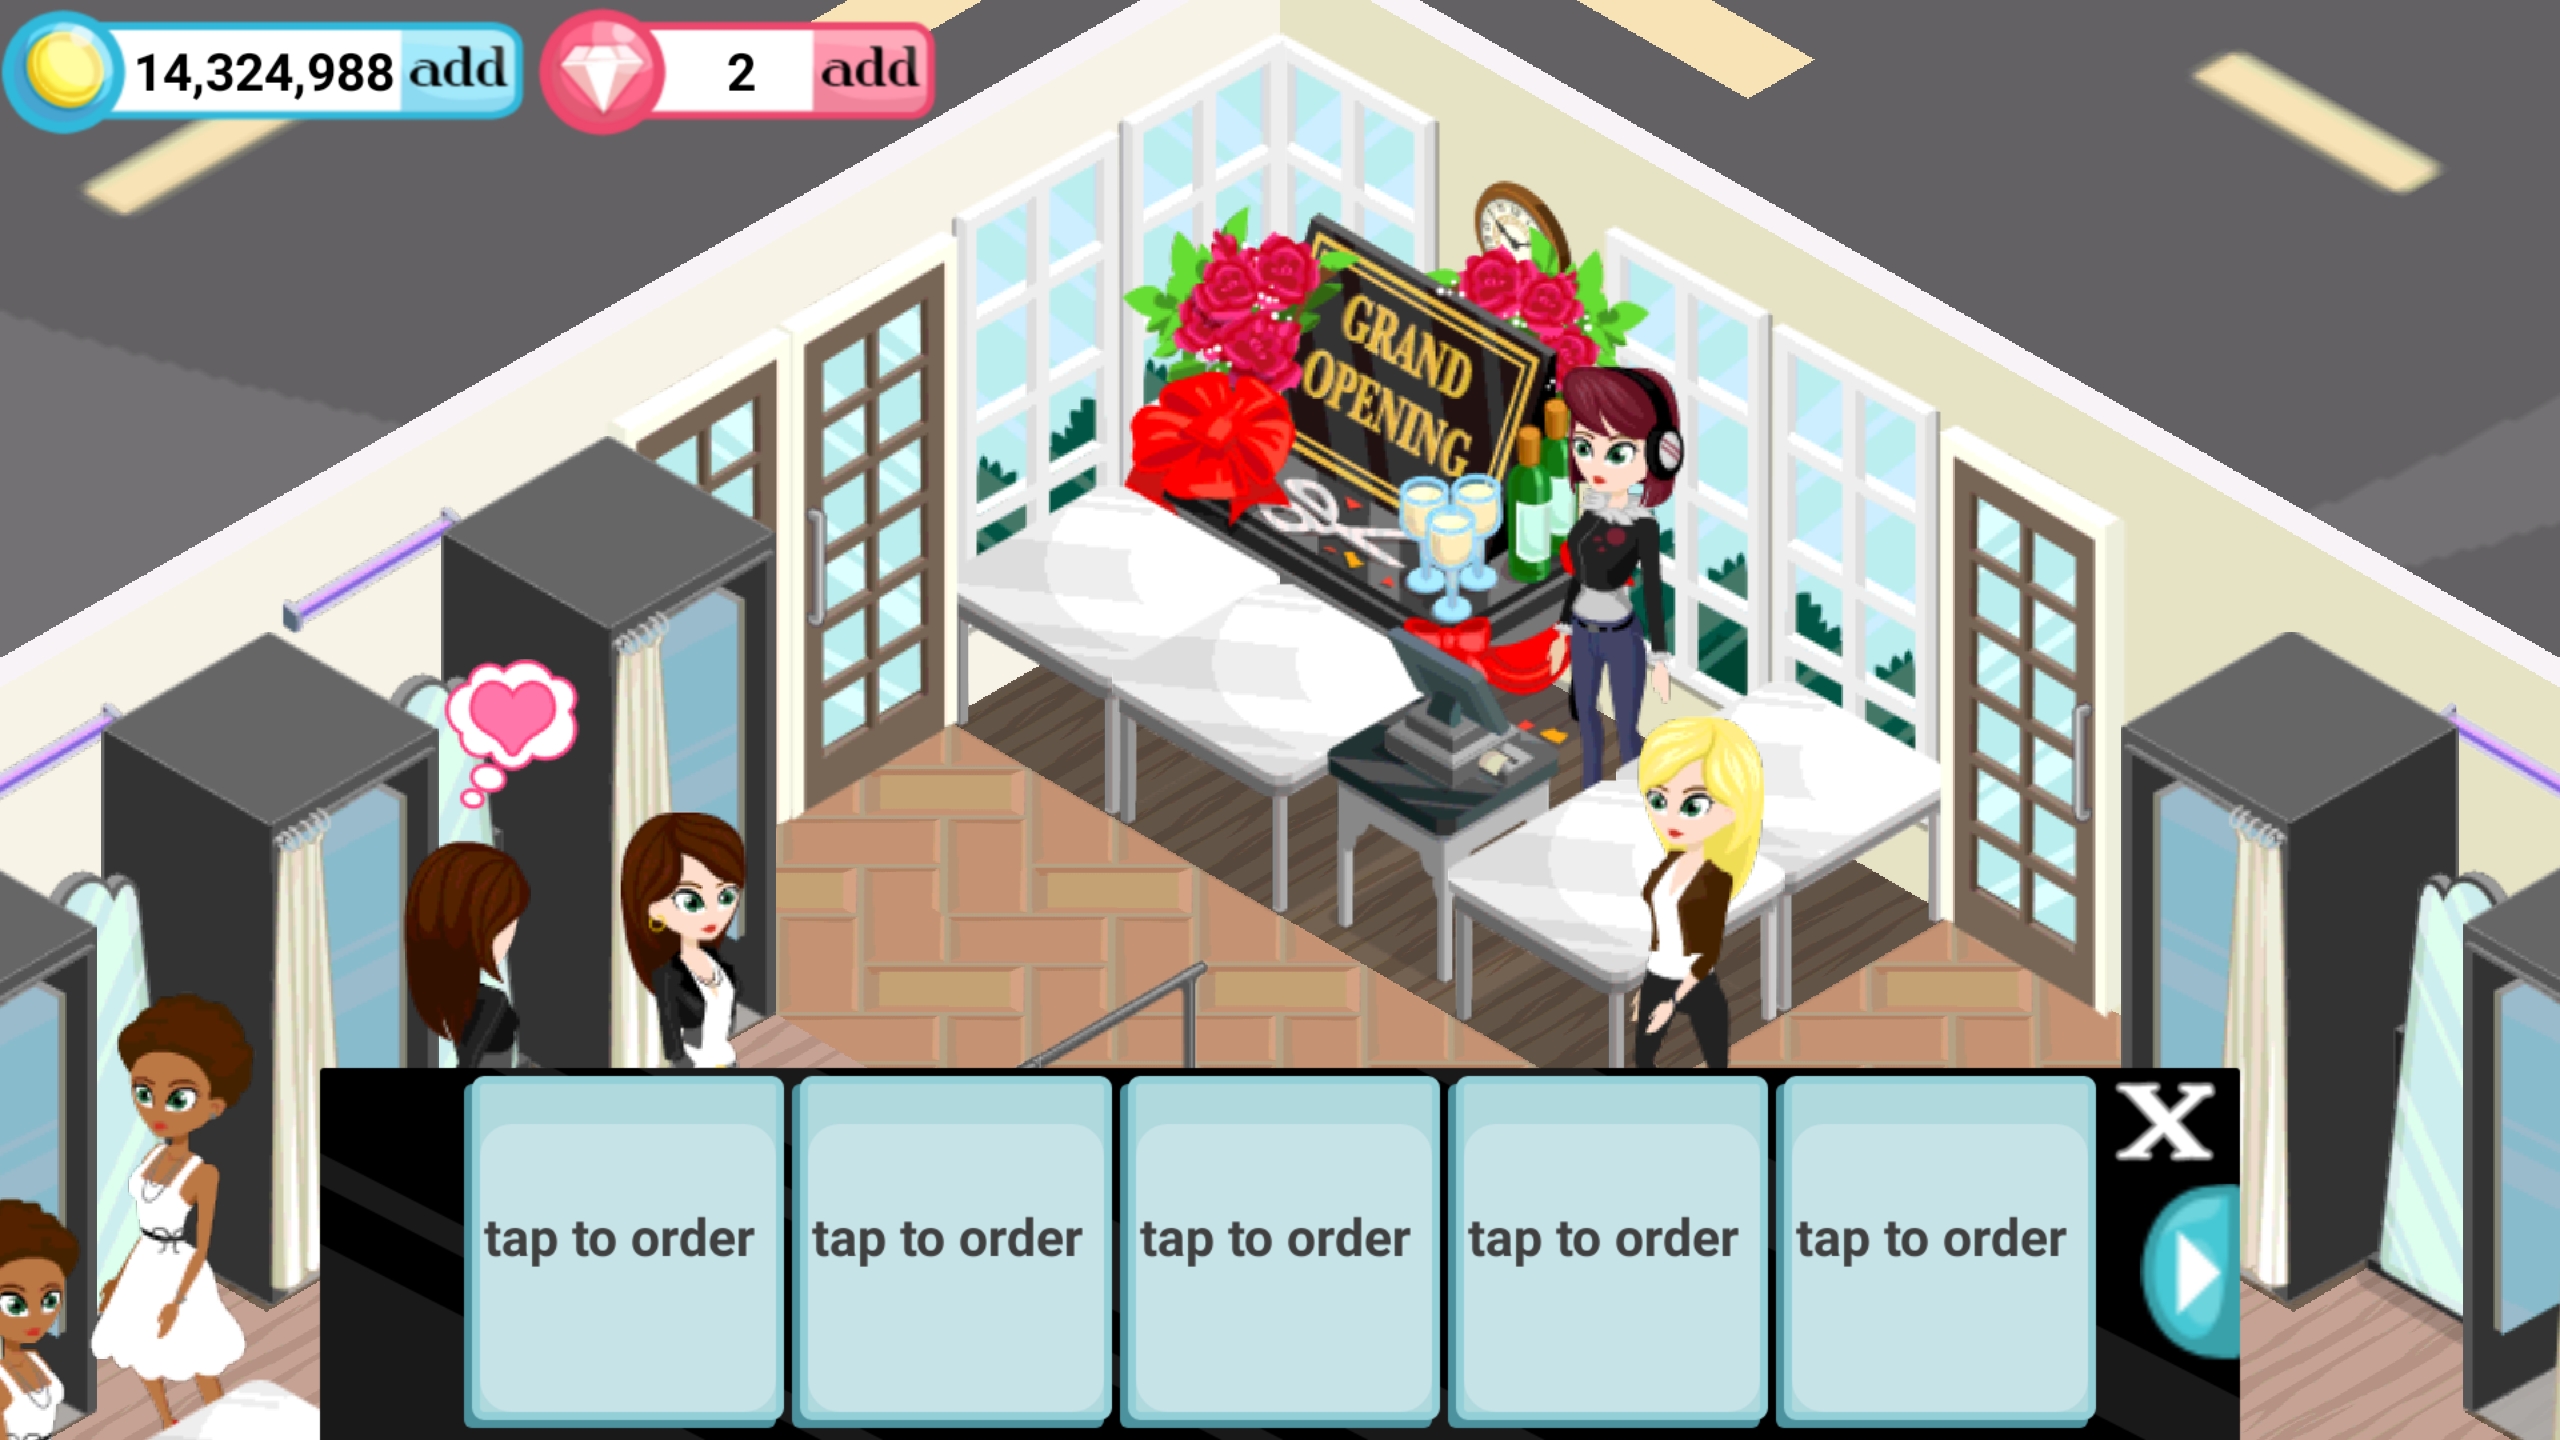 14,324,988 add
2 add
GRAND
OPENING
tap to order
tap to order
tap to order
tap to order
tap to order
X